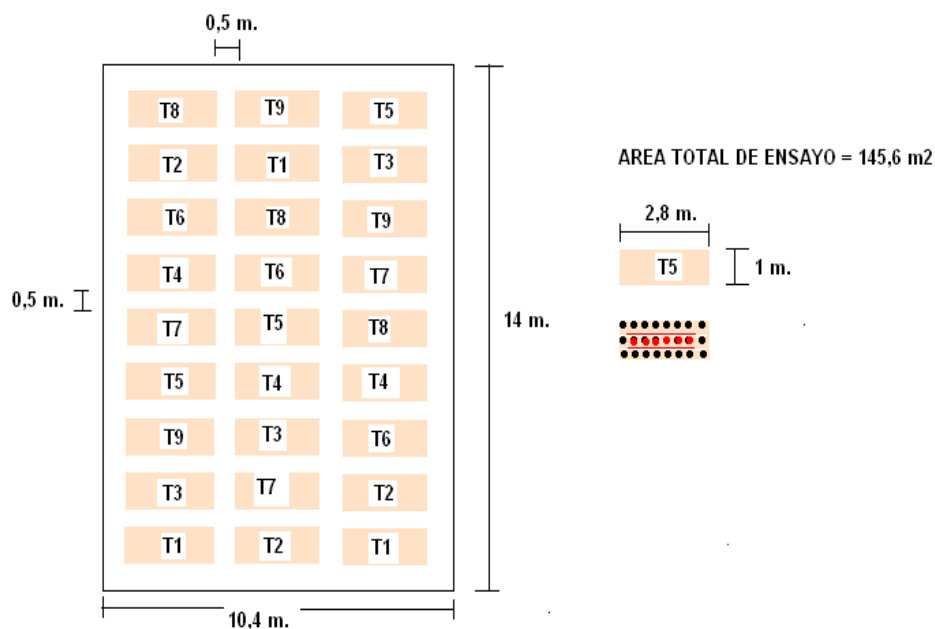 0,5 m.
T8 T9 T5
T2 T1 T3
T6 T8 T9
T4 T6 T7
T7 T5 T8
T5 T4 T4
T9 T3 T6
T3 T7 T2
T1 T2 T1
0,5 m.
10,4 m.
14 m.
AREA TOTAL DE ENSAYO = 145,6 m2
2,8 m.
T5
1 m.